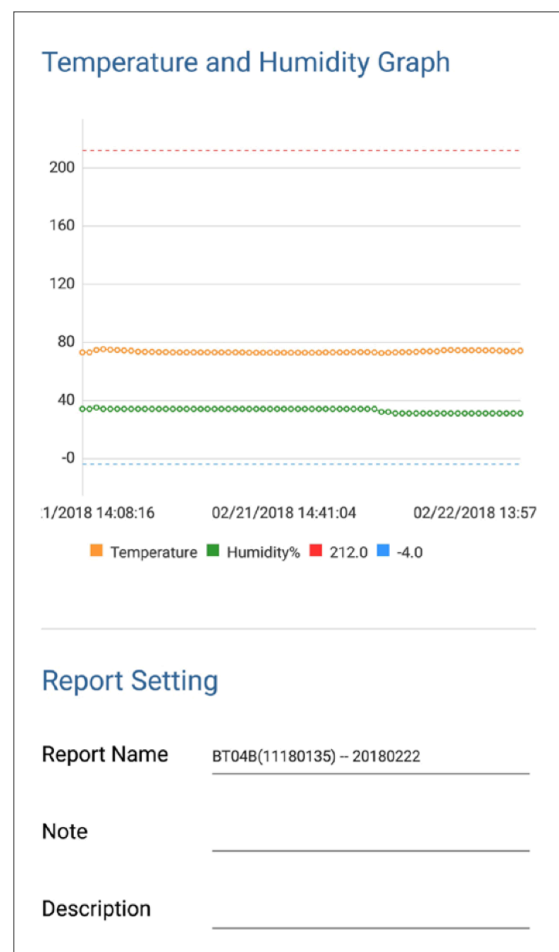 Temperature and Humidity Graph
200
160
120
80
40
-0
1/2018 14:08:16 02/21/2018 14:41:04 02/22/2018 13:57
Temperature Humidity% 212.0 -4.0
Report Setting
Report Name BT04B(11180135) -- 20180222
Note
Description